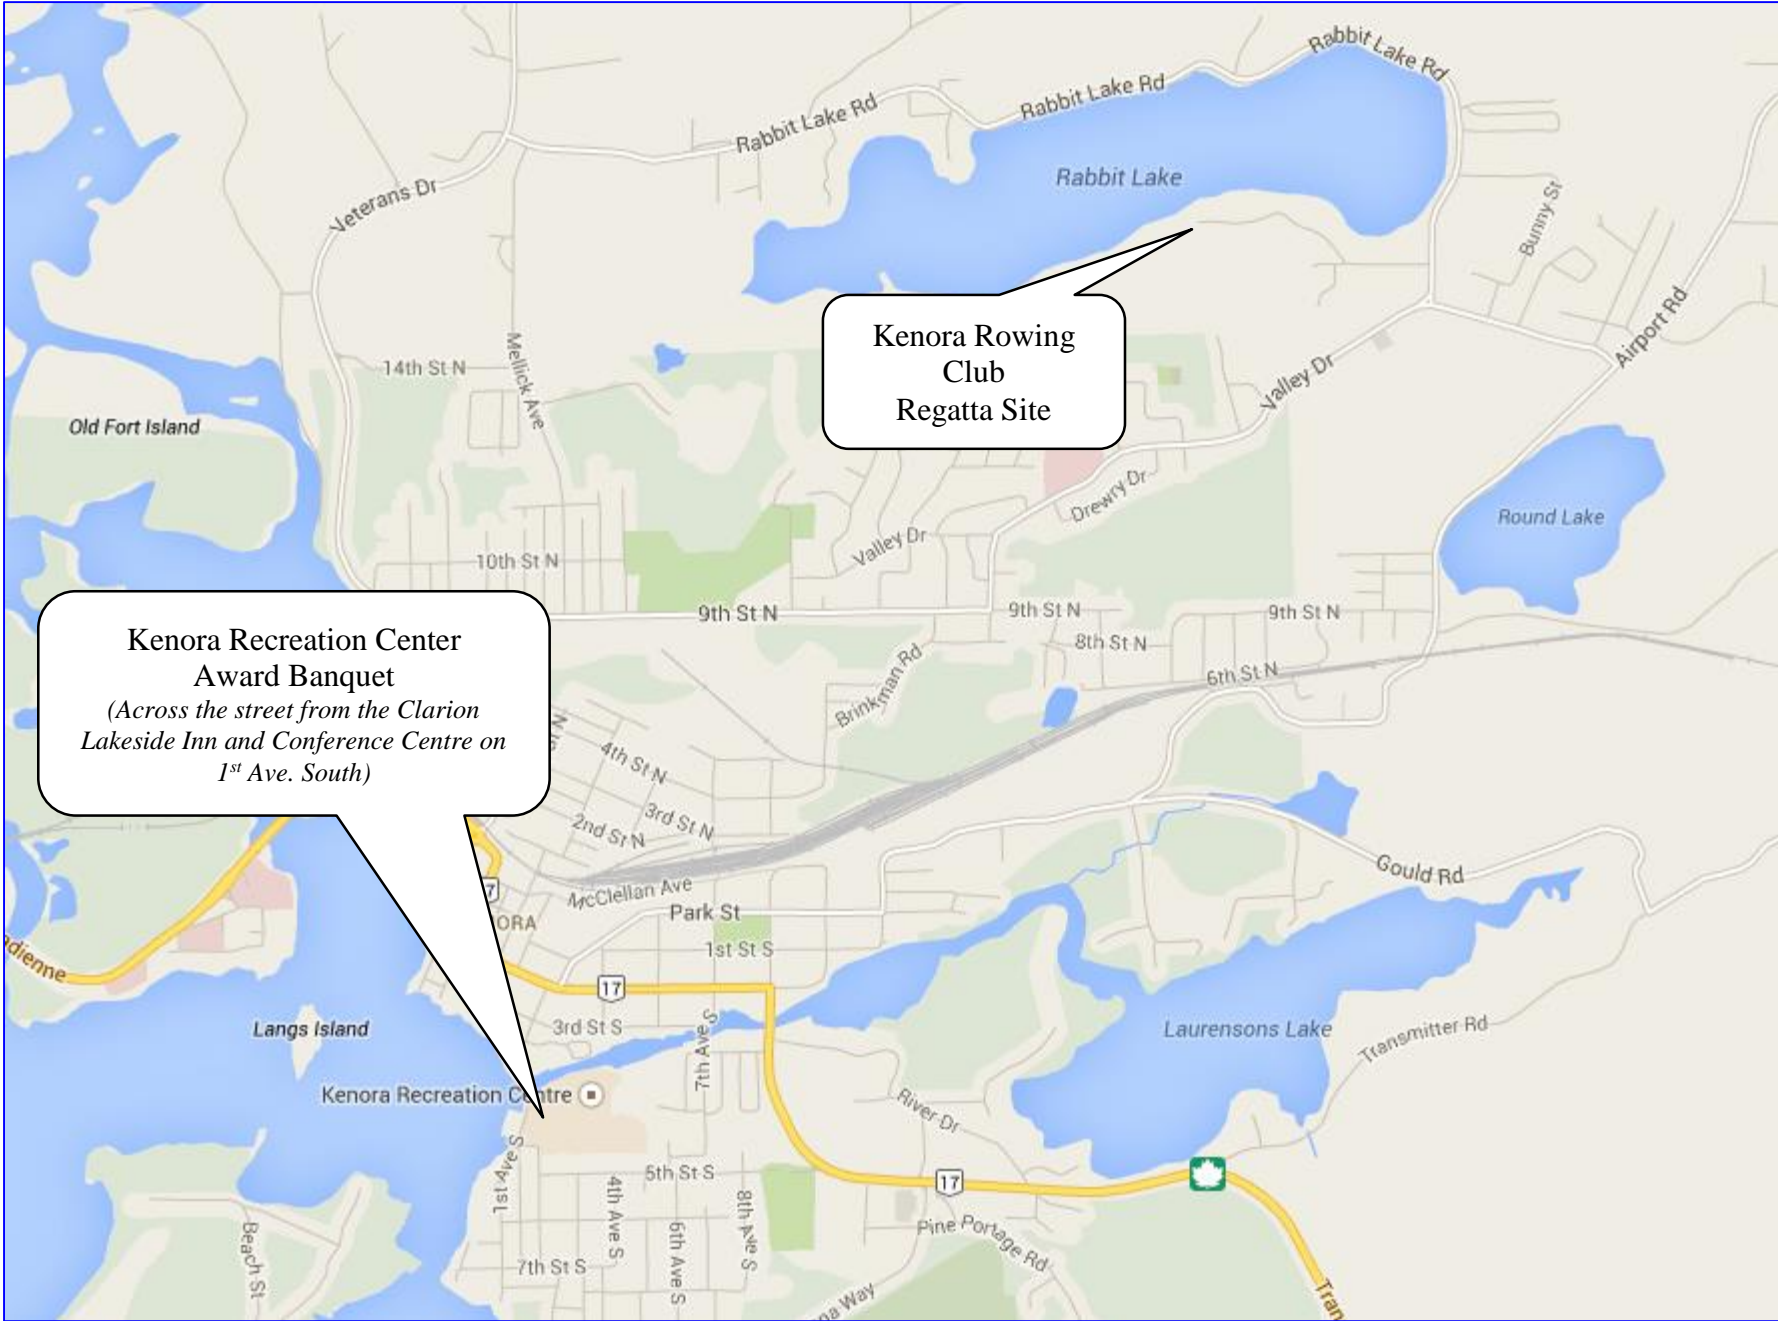 Rabbit Lake Rd
Rabbit Lake Rd
Rabbit Lake Rd
Rabbit Lake
Veterans Dr
Bunny St
Kenora Rowing
Club
Regatta Site
Airport Rd
Mellick Ave
14th St N
Valley Dr
Old Fort Island
Drewry Dr
Round Lake
Valley Dr
10th St N
9th St N
9th St N
9th St N
8th St N
Kenora Recreation Center
Award Banquet
(Across the street from the Clarion
Lakeside Inn and Conference Centre on
1st Ave. South)
Brinkman Rd
6th St N
4th St N
3rd St N
2nd St N
McClellan Ave
Gould Rd
7
ORA
Park St
1st St S
adienne
17
Langs Island
3rd St S
7th Ave S
Laurensons Lake
Transmitter Rd
Kenora Recreation Centre
River Dr
1st Ave S
5th St S
17
4th Ave S
6th Ave S
8th Ave S
Pine Portage Rd
Beach St
7th St S
na Way
Tran